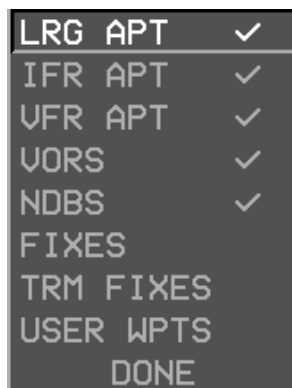 LRG APT ✓
IFR APT ✓
VFR APT ✓
VORS ✓
NDBS ✓
FIXES
TRM FIXES
USER WPTS
DONE